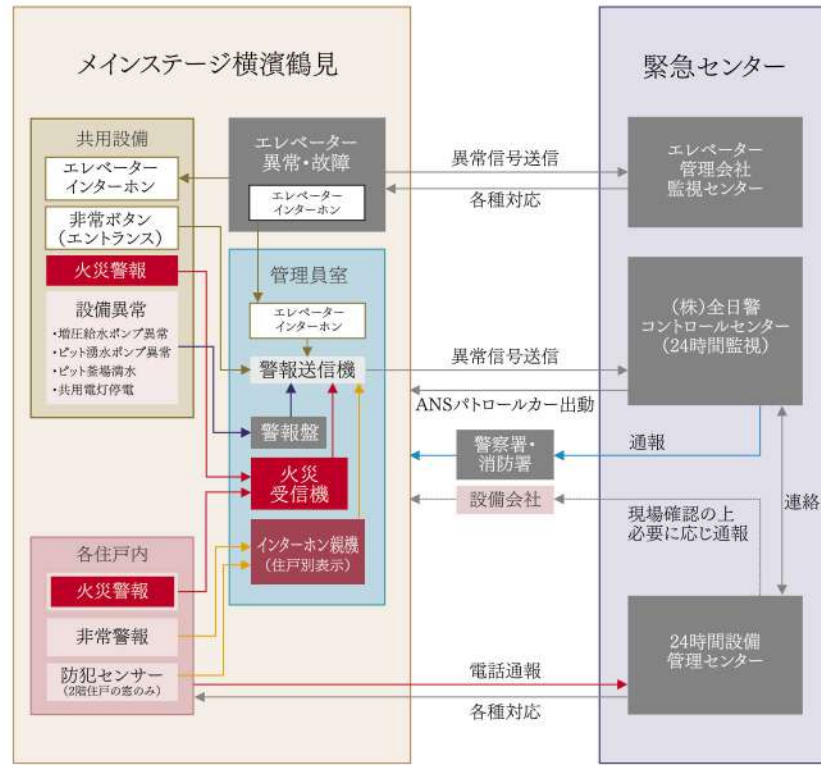 メインステージ横濱鶴見
緊急センター
共用設備
エレベーター
インターホン
非常ボタン
(エントランス)
火災警報
設備異常
・増圧給水ポンプ異常
・ピット湧水ポンプ異常
・ピット釜場満水
・共用電灯停電
エレベーター
異常・故障
エレベーター
インターホン
管理員室
エレベーター
インターホン
警報送信機
警報盤
火災
受信機
インターホン親機
(住戸別表示)
各住戸内
火災警報
非常警報
防犯センサー
(2階住戸の窓のみ)
異常信号送信
各種対応
異常信号送信
ANSパトロールカー出動
警察署・
消防署
通報
設備会社
現場確認の上
必要に応じ通報
連絡
電話通報
各種対応
エレベーター
管理会社
監視センター
(株)全日警
コントロールセンター
(24時間監視)
24時間設備
管理センター